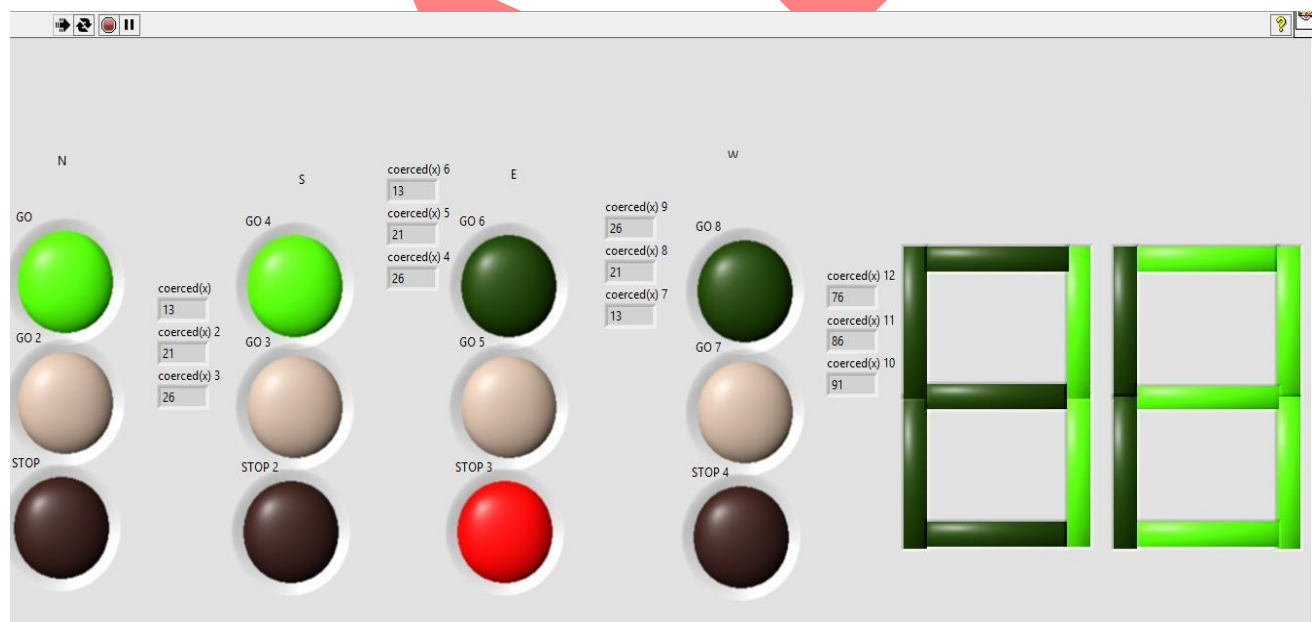 N
S
E
W
GO
GO 2
STOP
coerced(x)
13
coerced(x) 2
21
coerced(x) 3
26
GO 4
GO 3
STOP 2
coerced(x) 6
13
coerced(x) 5
21
coerced(x) 4
26
GO 6
GO 5
STOP 3
coerced(x) 9
26
coerced(x) 8
21
coerced(x) 7
13
GO 8
GO 7
STOP 4
coerced(x) 12
76
coerced(x) 11
86
coerced(x) 10
91
13